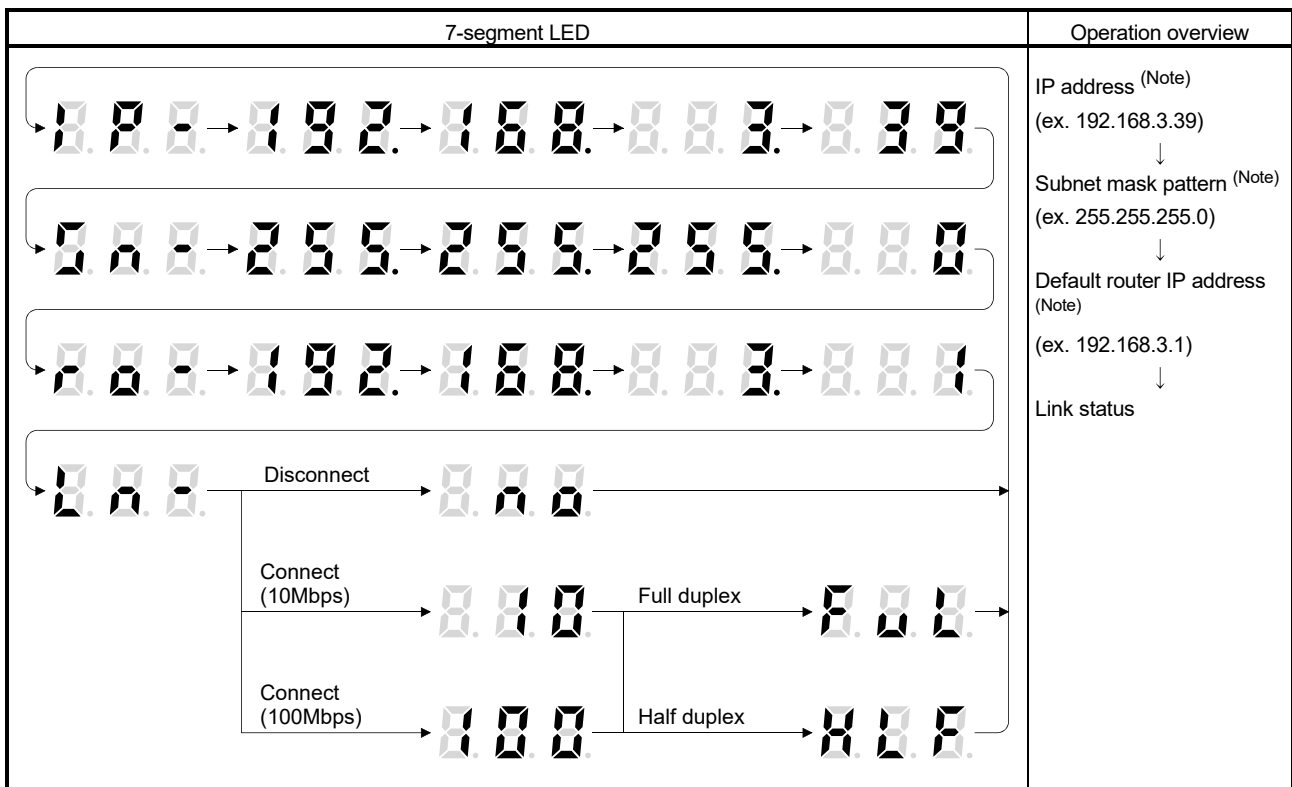 7-segment LED
Operation overview
IP- 192. 168. 3. 39
Sn- 255. 255. 255. 0
ro- 192. 168. 3. 1
Ln-
Disconnect
no
Connect
(10Mbps)
10
Full duplex
FuL
Connect
(100Mbps)
100
Half duplex
HLF
IP address (Note)
(ex. 192.168.3.39)
↓
Subnet mask pattern (Note)
(ex. 255.255.255.0)
↓
Default router IP address
(Note)
(ex. 192.168.3.1)
↓
Link status